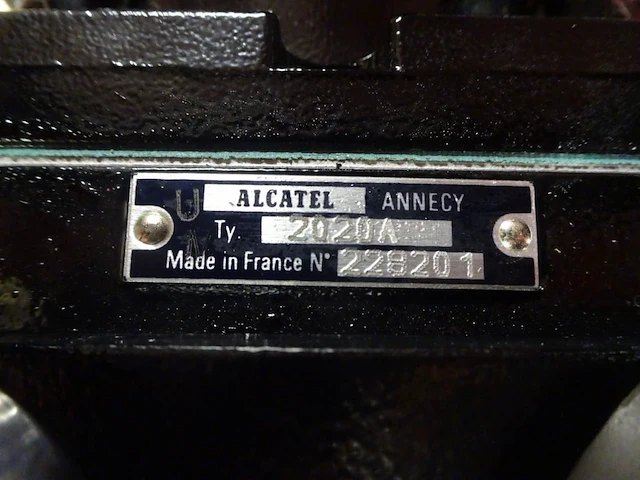 U ALCATEL ANNECY
Ty 2020A
Made in France N° 228201